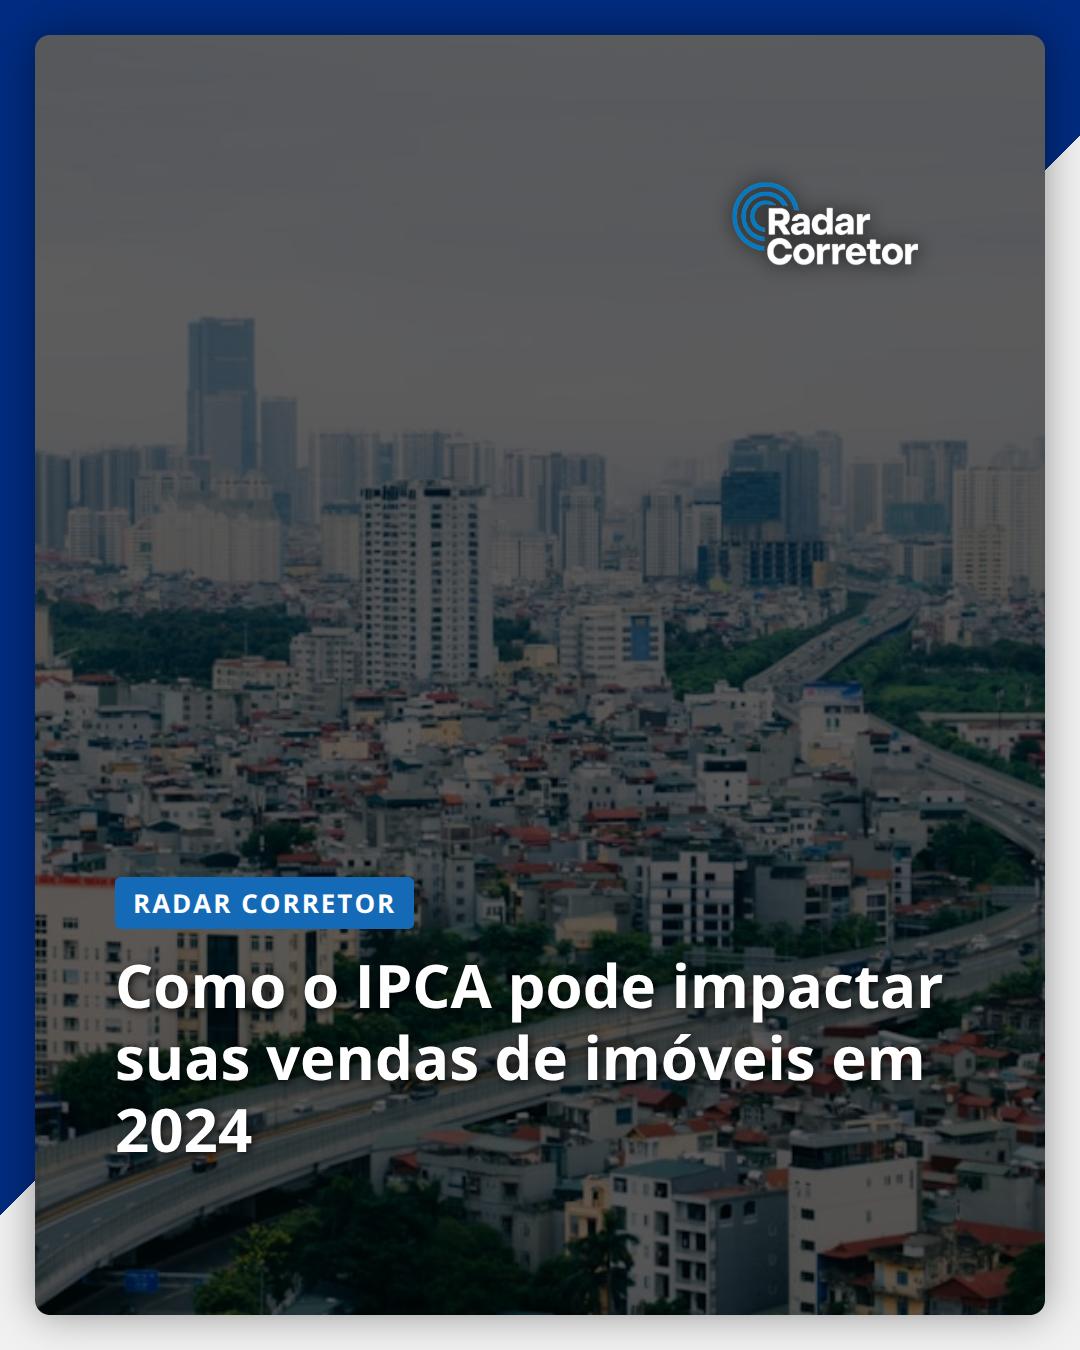 Radar
Corretor
RADAR CORRETOR
Como o IPCA pode impactar
suas vendas de imóveis em
2024